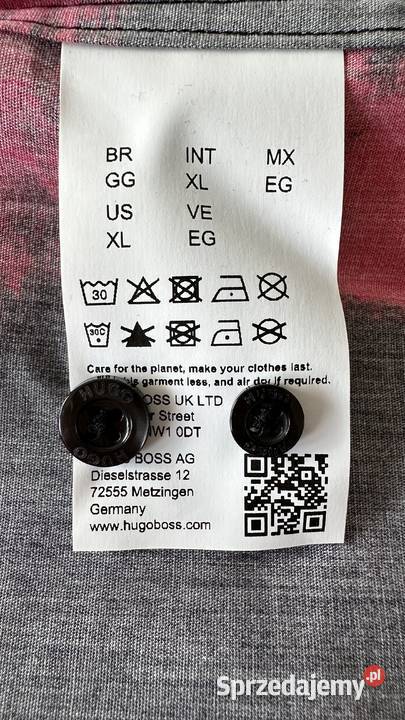 BR INT MX
GG XL EG
US VE
XL EG
30
30C
Care for the planet, make your clothes last.
this garment less, and air dry if required.
BOSS UK LTD
Street
W1 0DT
BOSS AG
Dieselstrasse 12
72555 Metzingen
Germany
www.hugoboss.com
HUGO
HUGO
Sprzedajemy.pl